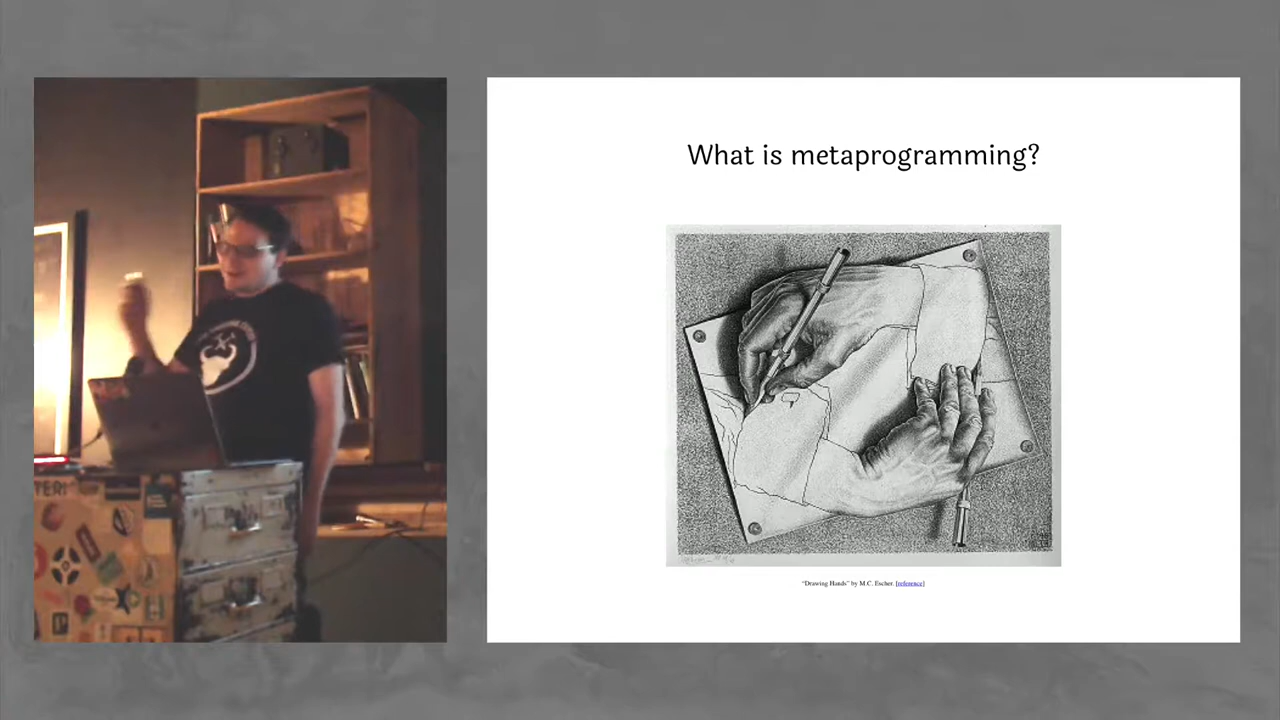 What is metaprogramming?
"Drawing Hands" by M.C. Escher. [reference]